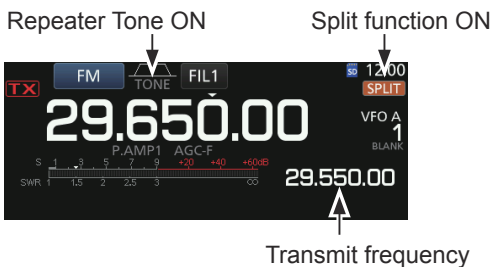 Repeater Tone ON Split function ON
FM TONE FIL1 SD 12:00
TX SPLIT
29.650.00 VFO A
1
P.AMP1 AGC-F BLANK
S 1 3 5 7 9 +20 +40 +60dB
SWR 1 1.5 2 2.5 3 ∞ 29.550.00
Transmit frequency